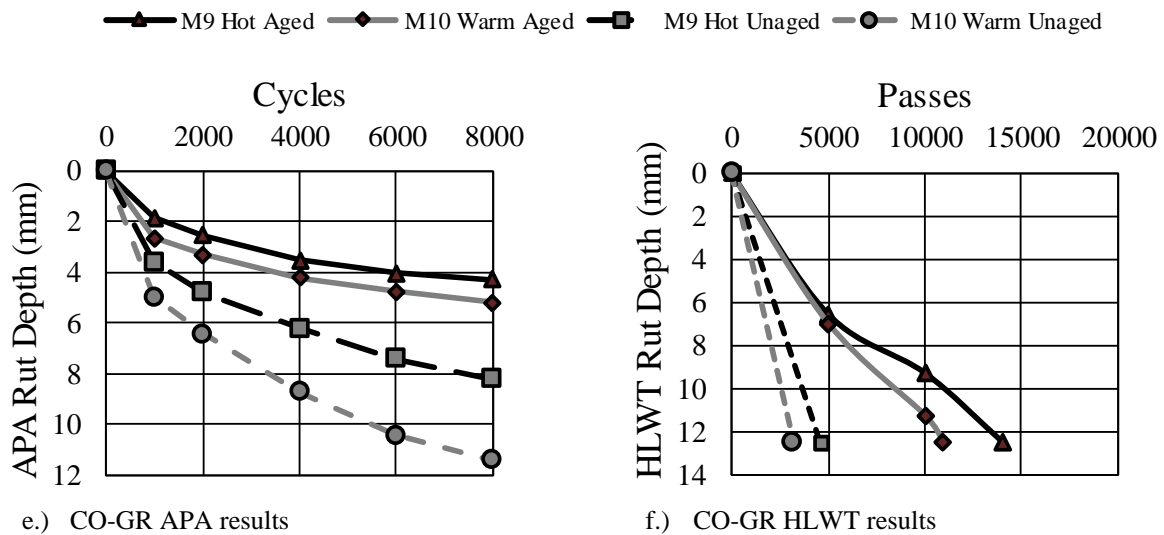 M9 Hot Aged M10 Warm Aged M9 Hot Unaged M10 Warm Unaged
Cycles
0 2000 4000 6000 8000
APA Rut Depth (mm)
0
2
4
6
8
10
12
e.) CO-GR APA results
Passes
0 5000 10000 15000 20000
HLWT Rut Depth (mm)
0
2
4
6
8
10
12
14
f.) CO-GR HLWT results